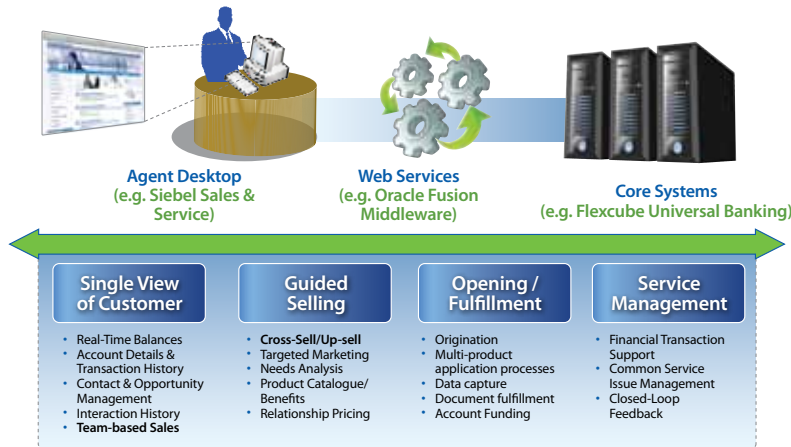 Agent Desktop
(e.g. Siebel Sales &
Service)
Web Services
(e.g. Oracle Fusion
Middleware)
Core Systems
(e.g. Flexcube Universal Banking)
Single View
of Customer
• Real-Time Balances
• Account Details &
Transaction History
• Contact & Opportunity
Management
• Interaction History
• Team-based Sales
Guided
Selling
• Cross-Sell/Up-sell
• Targeted Marketing
• Needs Analysis
• Product Catalogue/
Benefits
• Relationship Pricing
Opening /
Fulfillment
• Origination
• Multi-product
application processes
• Data capture
• Document fulfillment
• Account Funding
Service
Management
• Financial Transaction
Support
• Common Service
Issue Management
• Closed-Loop
Feedback